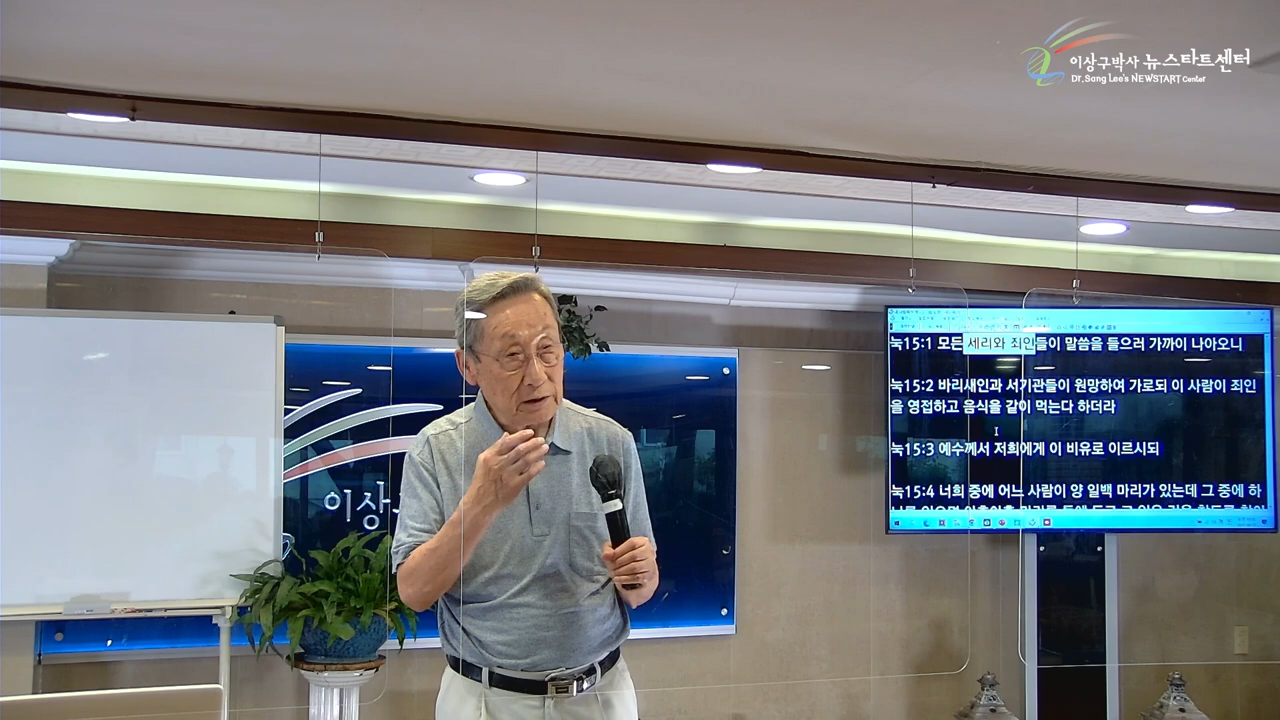 이상구박사 뉴스타트센터
Dr. Sang Lee's NEWSTART Center
이상
눅15:1 모든 세리와 죄인들이 말씀을 들으러 가까이 나아오니
눅15:2 바리새인과 서기관들이 원망하여 가로되 이 사람이 죄인
을 영접하고 음식을 같이 먹는다 하더라
눅15:3 예수께서 저희에게 이 비유로 이르시되
눅15:4 너희 중에 어느 사람이 양 일백 마리가 있는데 그 중에 하